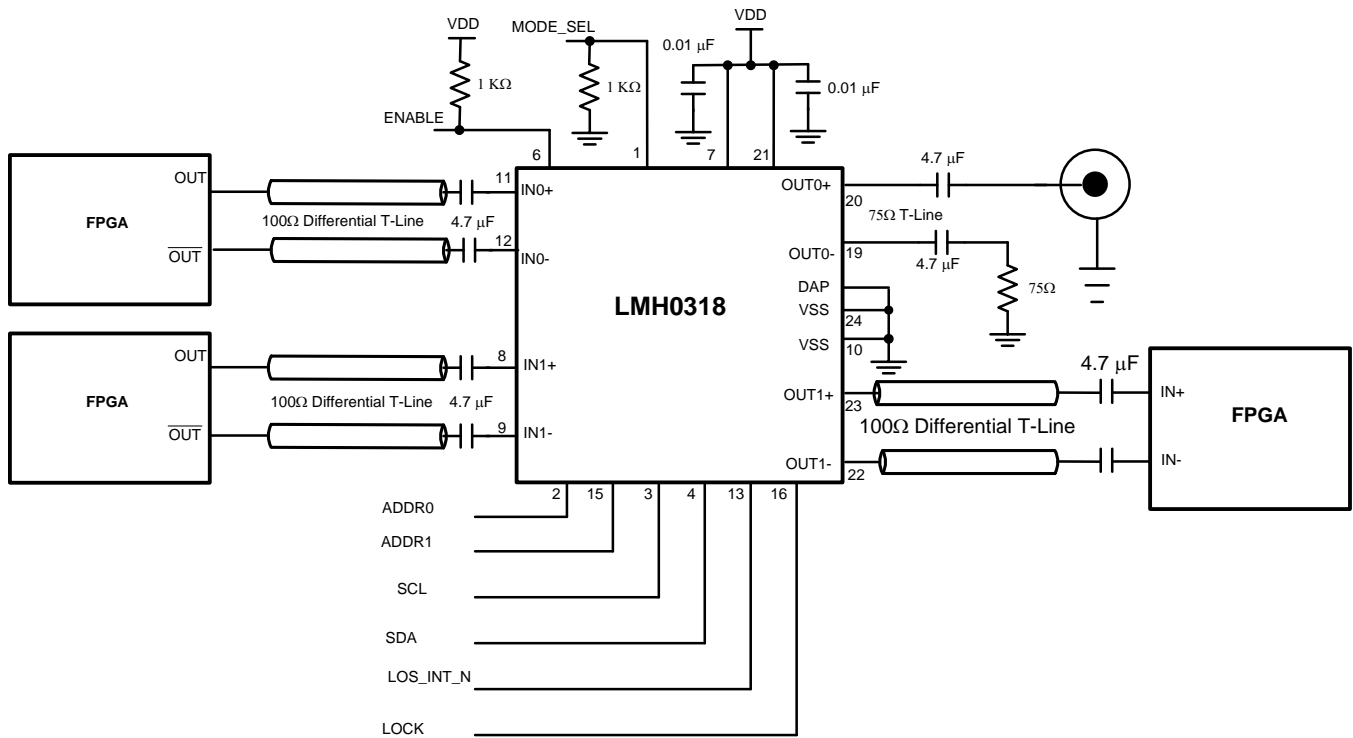 VDD
MODE_SEL
VDD
0.01 μF
1 KΩ
1 KΩ
0.01 μF
ENABLE
6
1
7
21
4.7 μF
OUT
11
IN0+
OUT0+
20
FPGA
100Ω Differential T-Line
4.7 μF
75Ω T-Line
12
OUT
IN0-
OUT0-
19
4.7 μF
75Ω
DAP
LMH0318
VSS
24
VSS
10
OUT
8
IN1+
4.7 μF
OUT1+
23
IN+
FPGA
100Ω Differential T-Line
4.7 μF
100Ω Differential T-Line
FPGA
OUT
9
IN1-
OUT1-
22
IN-
2
15
3
4
13
16
ADDR0
ADDR1
SCL
SDA
LOS_INT_N
LOCK